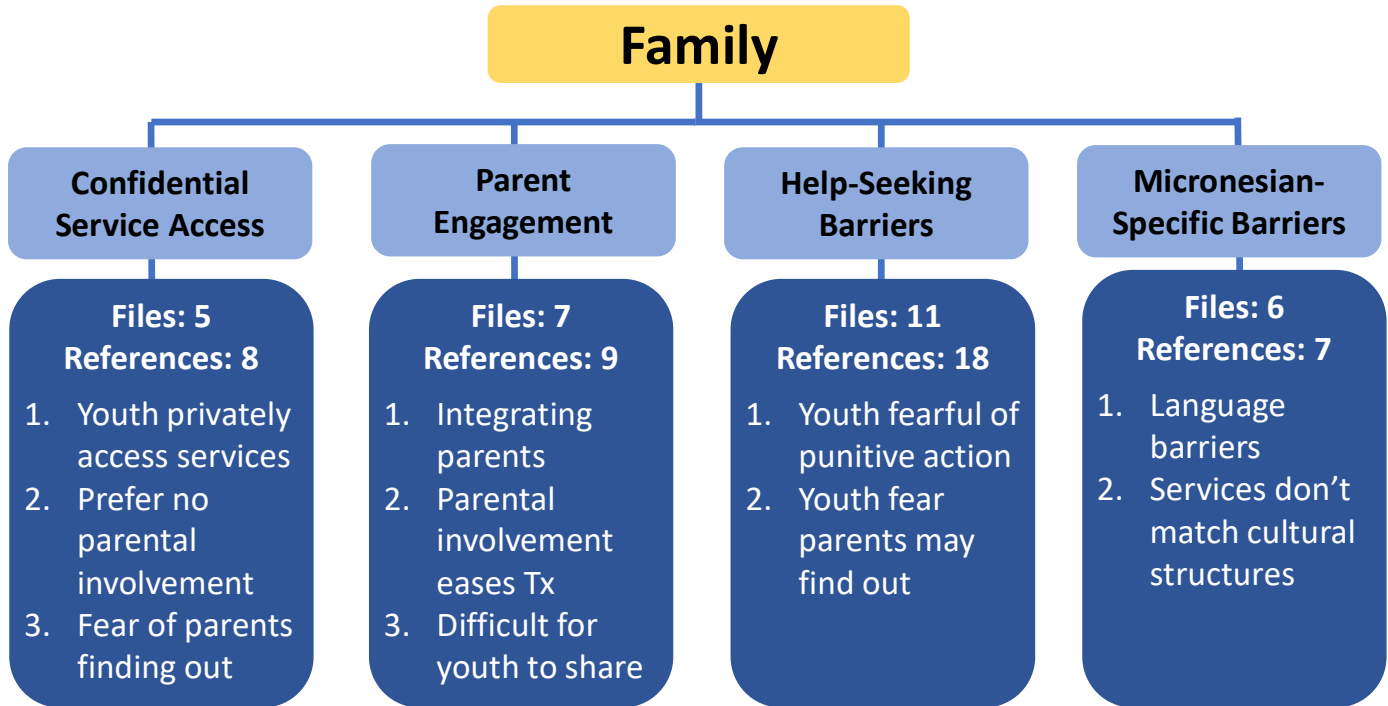 Family
Confidential
Service Access
Files: 5
References: 8
1. Youth privately
access services
2. Prefer no
parental
involvement
3. Fear of parents
finding out
Parent
Engagement
Files: 7
References: 9
1. Integrating
parents
2. Parental
involvement
eases Tx
3. Difficult for
youth to share
Help-Seeking
Barriers
Files: 11
References: 18
1. Youth fearful of
punitive action
2. Youth fear
parents may
find out
Micronesian-
Specific Barriers
Files: 6
References: 7
1. Language
barriers
2. Services don’t
match cultural
structures